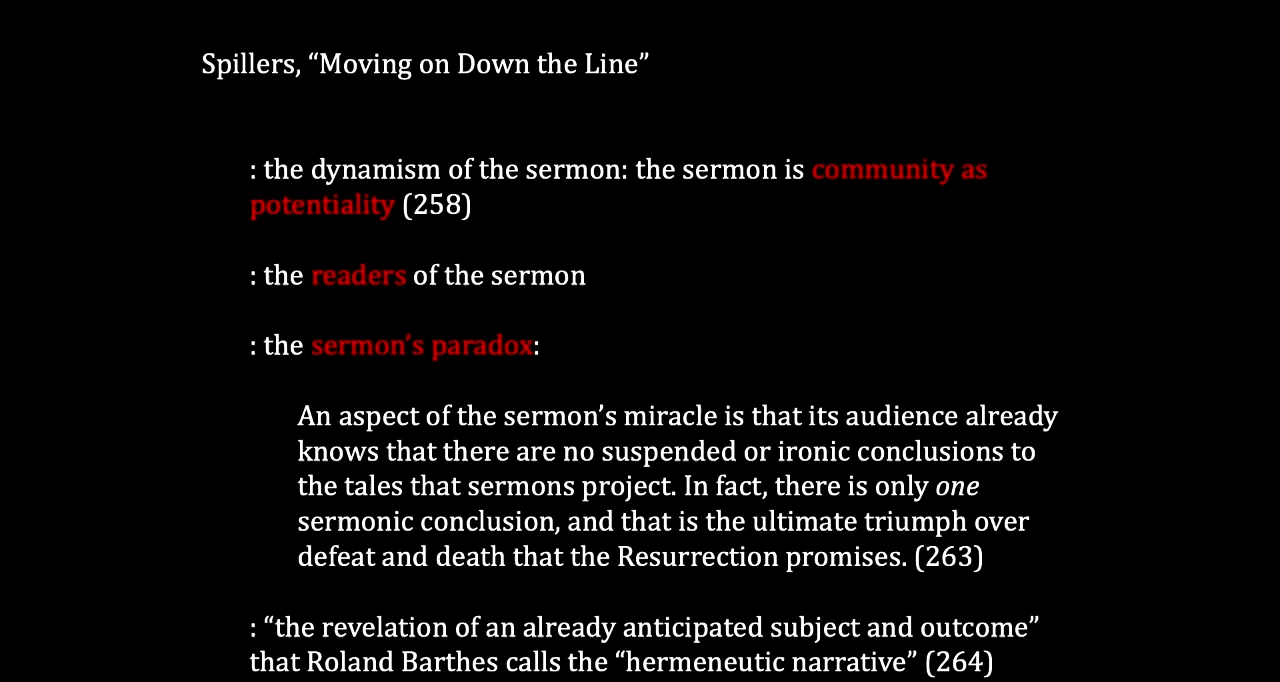 Spillers, “Moving on Down the Line”
: the dynamism of the sermon: the sermon is community as
potentiality (258)
: the readers of the sermon
: the sermon’s paradox:
An aspect of the sermon’s miracle is that its audience already
knows that there are no suspended or ironic conclusions to
the tales that sermons project. In fact, there is only one
sermonic conclusion, and that is the ultimate triumph over
defeat and death that the Resurrection promises. (263)
: “the revelation of an already anticipated subject and outcome”
that Roland Barthes calls the “hermeneutic narrative” (264)